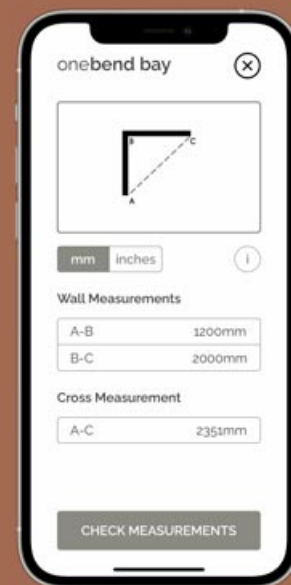 onebend bay
B
C
A
mm inches i
Wall Measurements
A-B 1200mm
B-C 2000mm
Cross Measurement
A-C 2351mm
CHECK MEASUREMENTS